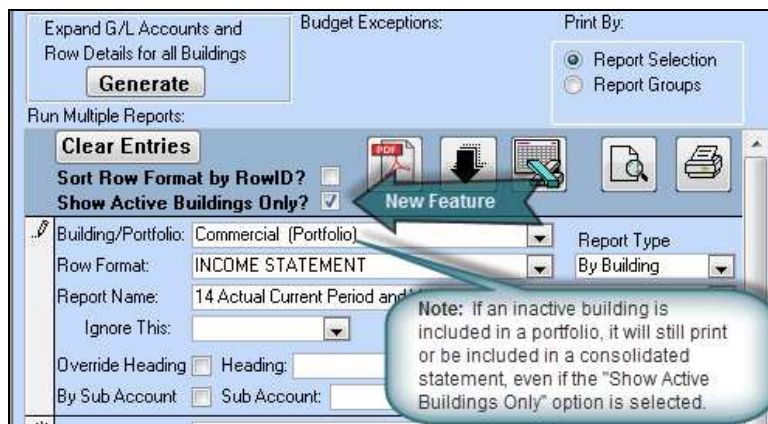 Expand G/L Accounts and
Row Details for all Buildings
Generate
Budget Exceptions:
Print By:
Report Selection
Report Groups
Run Multiple Reports:
Clear Entries
Sort Row Format by RowID?
Show Active Buildings Only?
PDF
New Feature
Building/Portfolio: Commercial (Portfolio)
Report Type
Row Format: INCOME STATEMENT
By Building
Report Name: 14 Actual Current Period and
Ignore This:
Override Heading Heading:
By Sub Account Sub Account:
Note: If an inactive building is
included in a portfolio, it will still print
or be included in a consolidated
statement, even if the "Show Active
Buildings Only" option is selected.